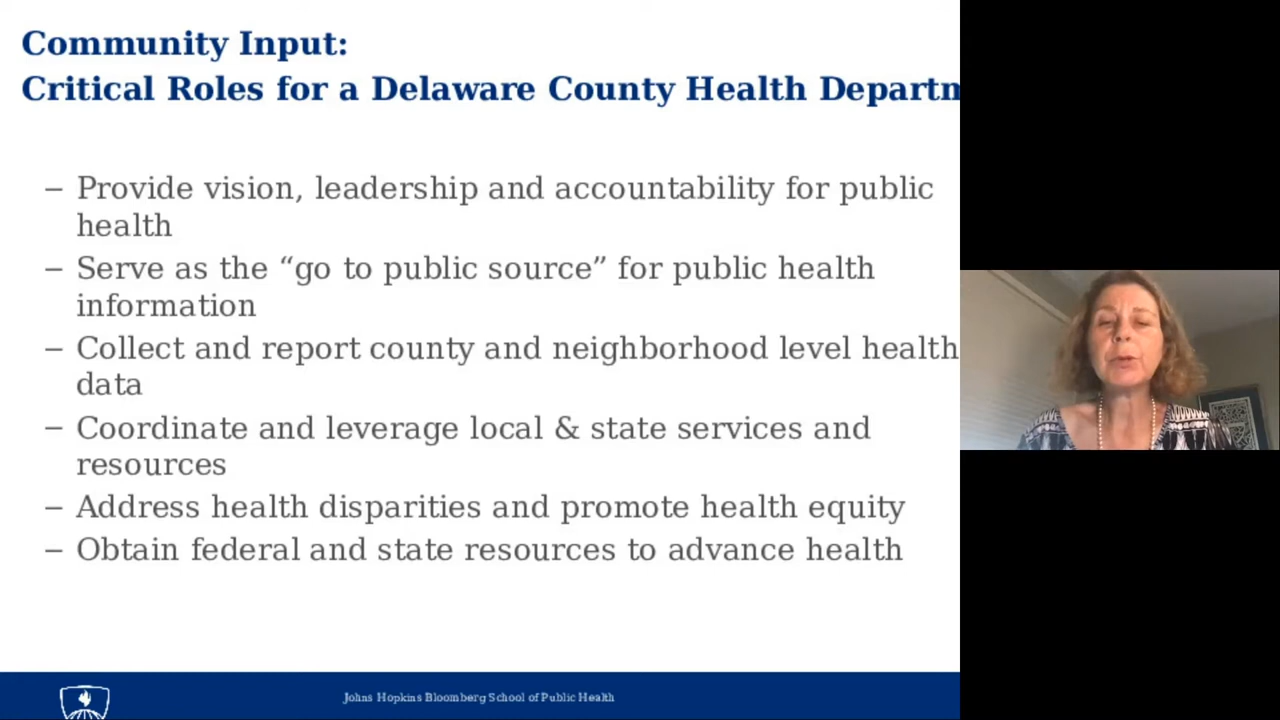 Community Input:
Critical Roles for a Delaware County Health Departm
– Provide vision, leadership and accountability for public
health
– Serve as the “go to public source” for public health
information
– Collect and report county and neighborhood level health
data
– Coordinate and leverage local & state services and
resources
– Address health disparities and promote health equity
– Obtain federal and state resources to advance health
Johns Hopkins Bloomberg School of Public Health